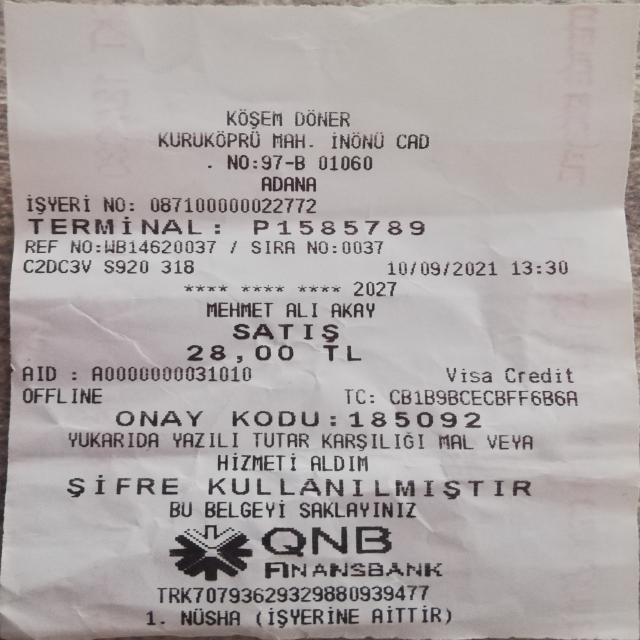 KÖŞEM DÖNER
KURUKÖPRÜ MAH. İNÖNÜ CAD
. NO:97-B 01060
ADANA
İŞYERİ NO: 087100000022772
TERMİNAL: P1585789
REF NO:WB14620037 / SIRA NO:0037
C2DC3V S920 318 10/09/2021 13:30
**** **** **** 2027
MEHMET ALİ AKAY
SATIŞ
28,00 TL
AID : A0000000031010 Visa Credit
OFFLINE TC: CB1B9BCECBFF6B6A
ONAY KODU:185092
YUKARIDA YAZILI TUTAR KARŞILIĞI MAL VEYA
HİZMETİ ALDIM
ŞİFRE KULLANILMIŞTIR
BU BELGEYİ SAKLAYINIZ
QNB
FINANSBANK
TRK70793629329880939477
1. NÜSHA (İŞYERİNE AİTTİR)